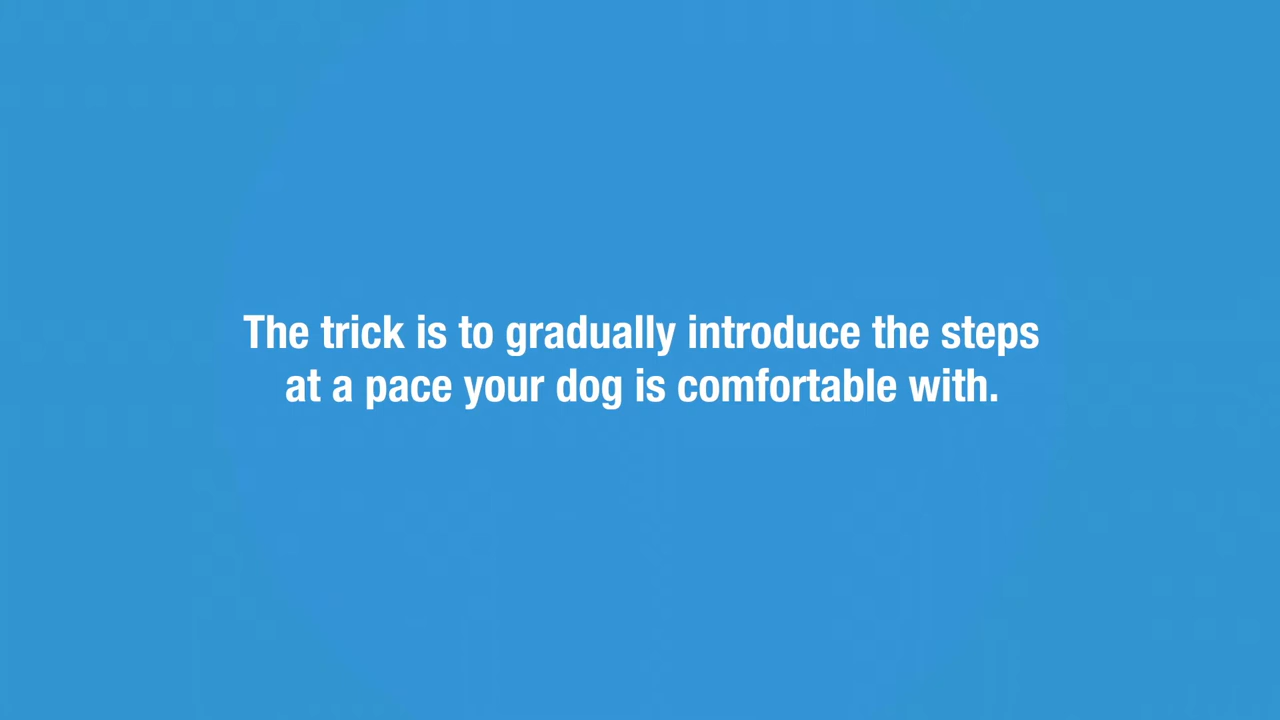 The trick is to gradually introduce the steps
at a pace your dog is comfortable with.